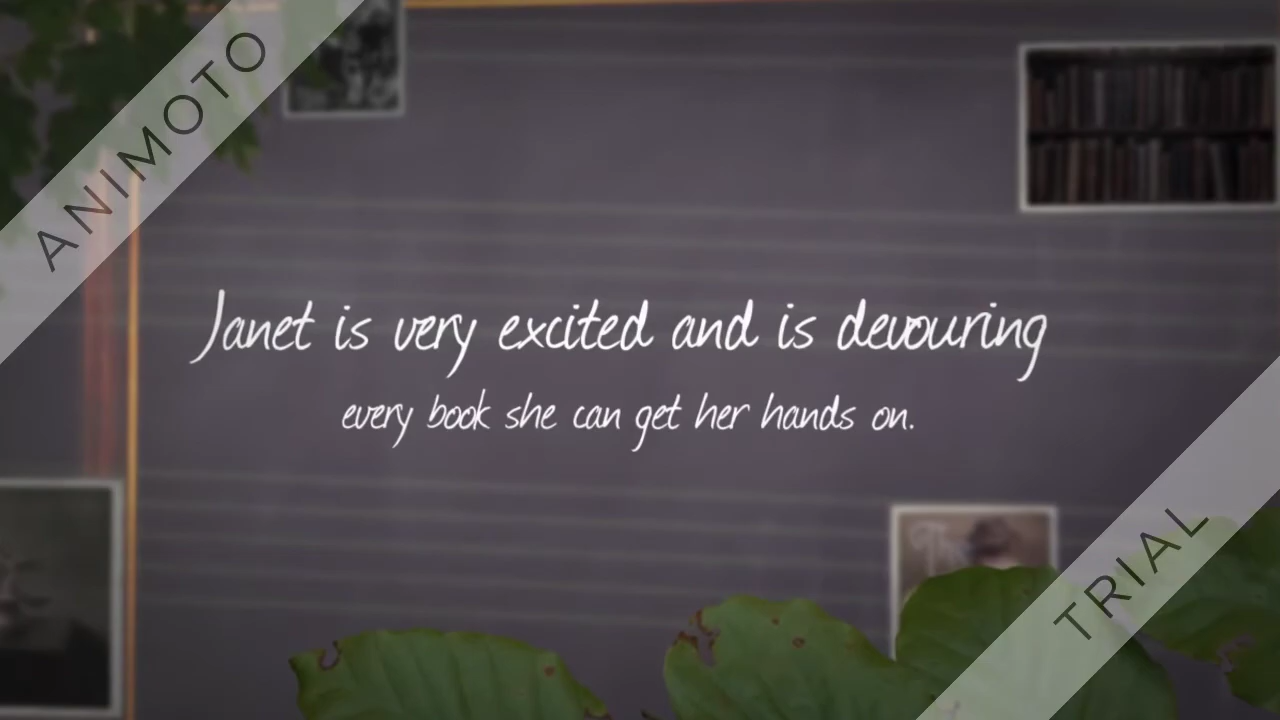 ANIMOTO
Janet is very excited and is devouring
every book she can get her hands on.
TRIAL